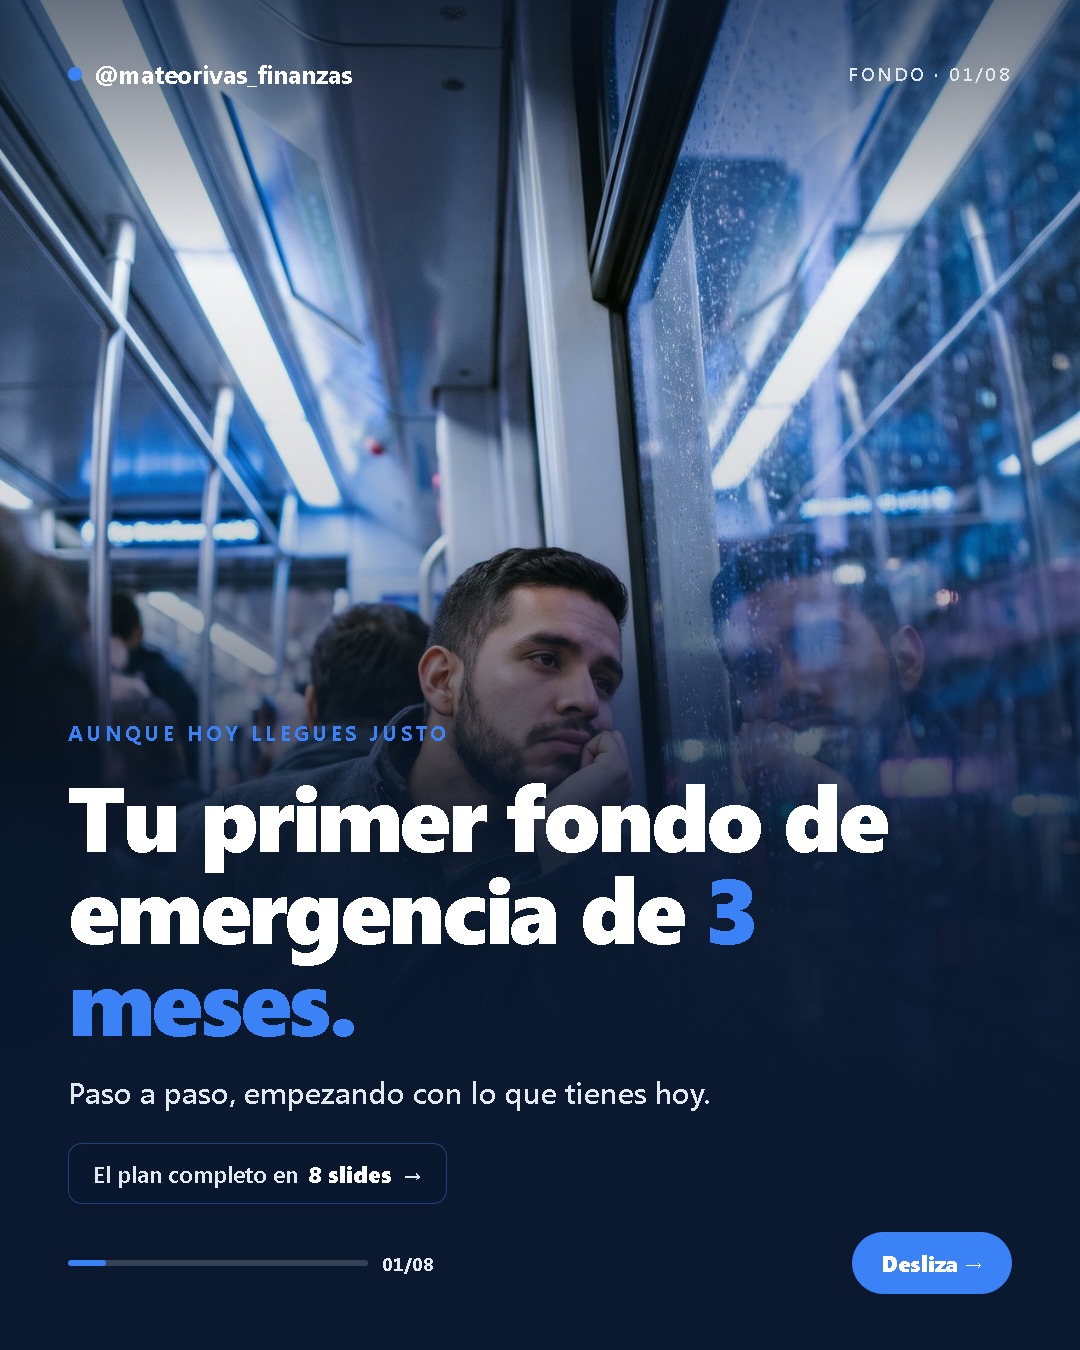 @mateorivas_finanzas
FONDO · 01/08
AUNQUE HOY LLEGUES JUSTO
Tu primer fondo de
emergencia de 3
meses.
Paso a paso, empezando con lo que tienes hoy.
El plan completo en 8 slides →
01/08
Desliza →